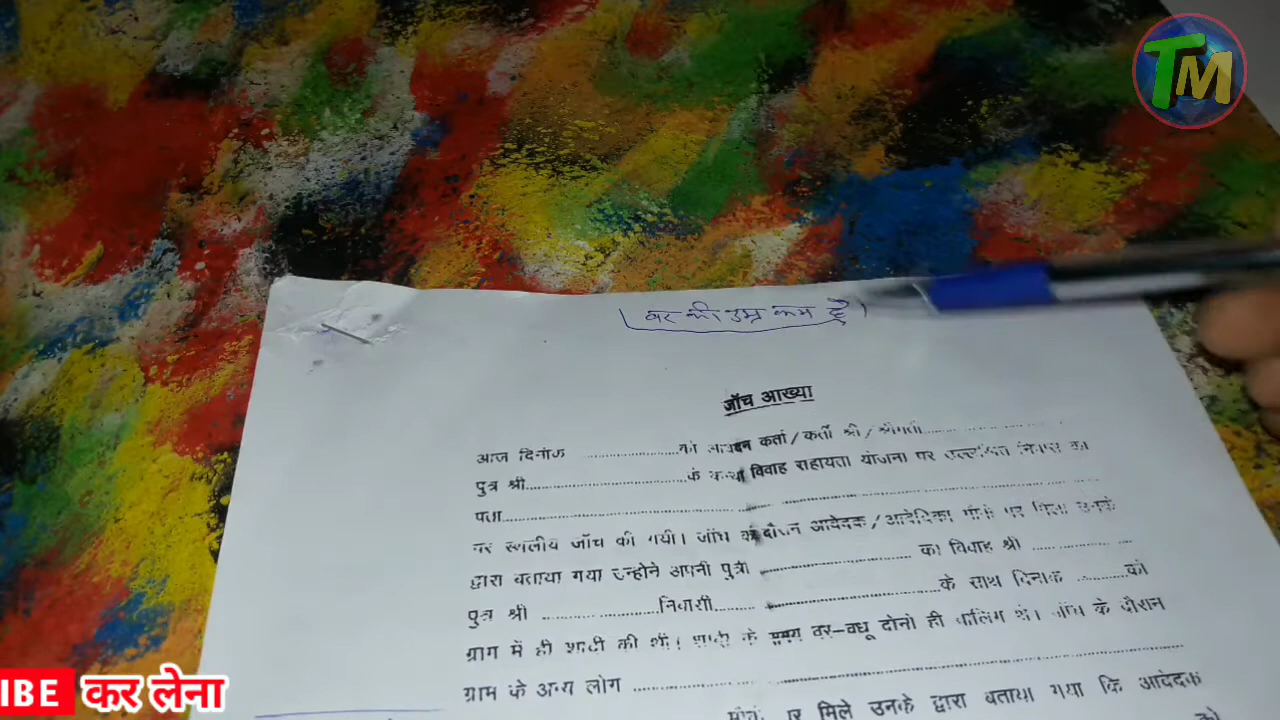 TM
वर की उम्र कम है।
जाँच आख्या
आज दिनांक ..................को आवेदन कर्ता/कर्ती श्री/श्रीमती..............................
पुत्र श्री..............................के कन्या विवाह सहायता योजना पर उल्लेखित निवास का
पता............................................................
पर स्थलीय जाँच की गयी। जाँच के दौरान आवेदक/आवेदिका मौके पर मिला उनके
द्वारा बताया गया उन्होने अपनी पुत्री ............................ का विवाह श्री ....................
पुत्र श्री ......................निवासी..............................के साथ दिनांक ..........को
ग्राम में ही शादी की थी। शादी के समय वर-वधू दोनो ही बालिग थे। जाँच के दौरान
ग्राम के अन्य लोग ............................................................
पर मिले उनके द्वारा बताया गया कि आवेदक
IBE कर लेना